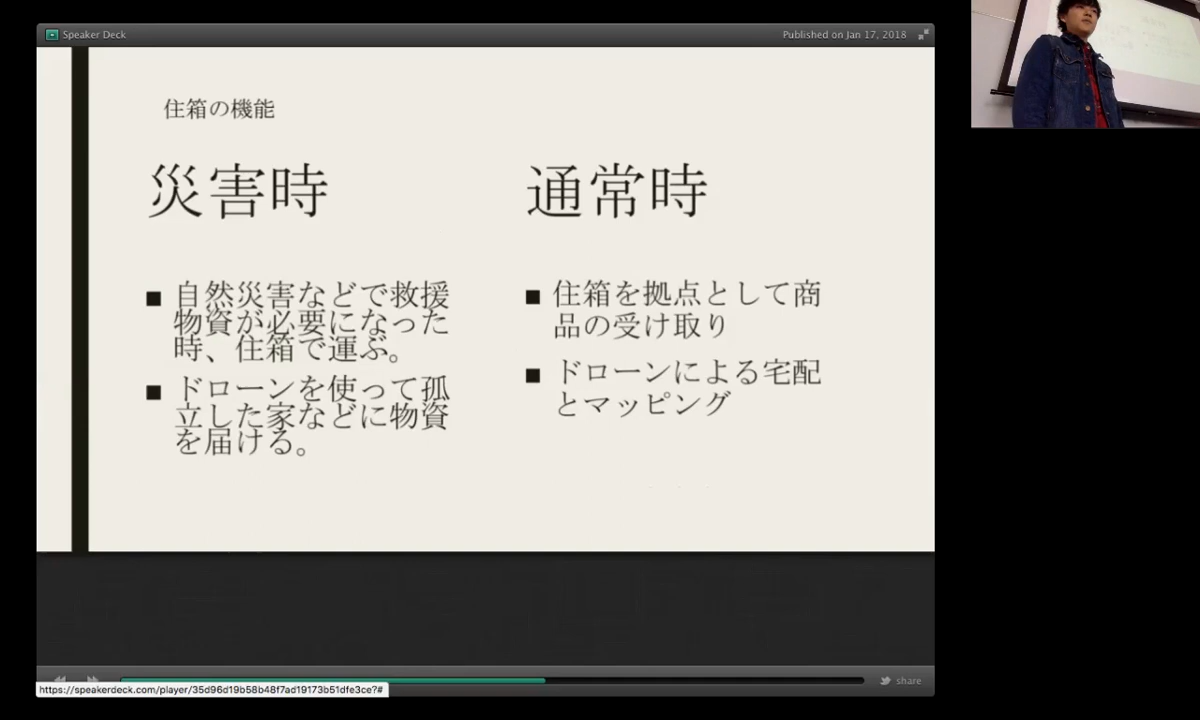 Speaker Deck
Published on Jan 17, 2018
住箱の機能
災害時
■ 自然災害などで救援
物資が必要になった
時、住箱で運ぶ。
■ ドローンを使って孤
立した家などに物資
を届ける。
通常時
■ 住箱を拠点として商
品の受け取り
■ ドローンによる宅配
とマッピング
https://speakerdeck.com/player/35d96d19b58b48f7ad19173b51dfe3ce?#
share